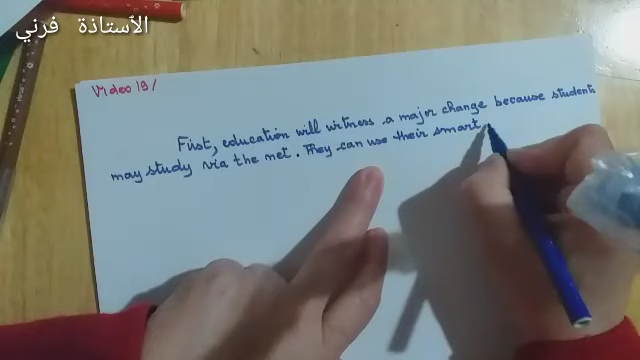 الأستاذة فرني
Video 19/
First, education will witness a major change because students
may study via the net. They can use their smart